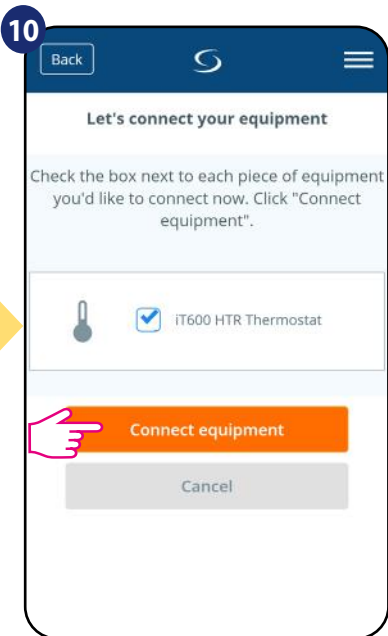 10
Back
Let's connect your equipment
Check the box next to each piece of equipment
you'd like to connect now. Click "Connect
equipment".
iT600 HTR Thermostat
Connect equipment
Cancel